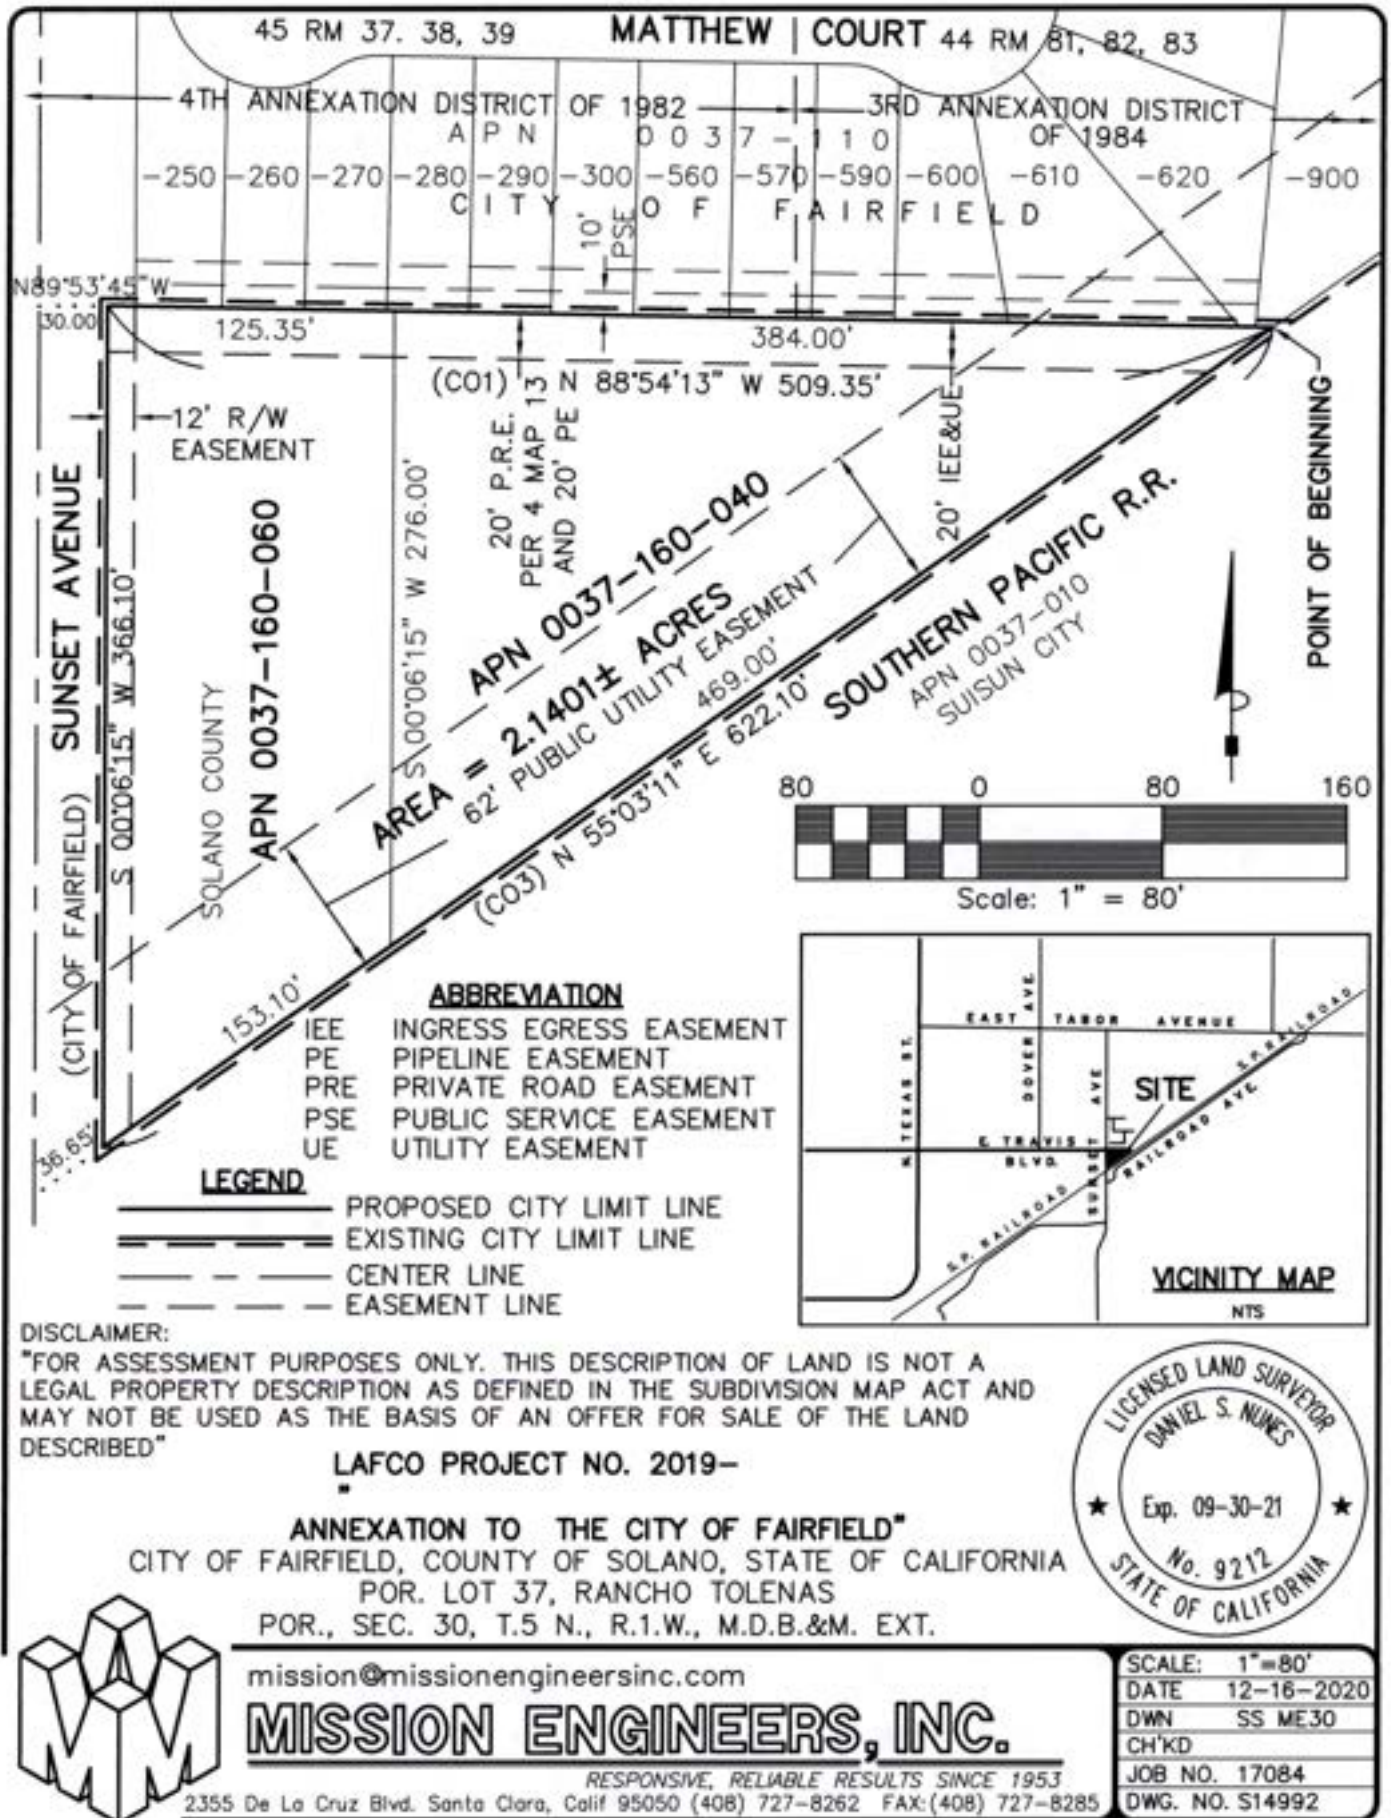 45 RM 37. 38, 39
MATTHEW COURT
44 RM 81, 82, 83
4TH ANNEXATION DISTRICT OF 1982
3RD ANNEXATION DISTRICT
OF 1984
APN 0037-110
-250 -260 -270 -280 -290 -300 -560 -570 -590 -600 -610 -620 -900
CITY OF FAIRFIELD
10'
PSE
N89°53'45"W
30.00
125.35'
384.00'
(CO1) N 88°54'13" W 509.35'
12' R/W
EASEMENT
20' P.R.E.
PER 4 MAP 13
AND 20' PE
20' IEE&UE
POINT OF BEGINNING
SUNSET AVENUE
(CITY OF FAIRFIELD)
S 00°06'15" W 366.10'
SOLANO COUNTY
APN 0037-160-060
S 00°06'15" W 276.00'
APN 0037-160-040
AREA = 2.1401± ACRES
62' PUBLIC UTILITY EASEMENT
469.00'
(CO3) N 55°03'11" E 622.10'
SOUTHERN PACIFIC R.R.
APN 0037-010
SUISUN CITY
153.10'
36.65'
80 0 80 160
Scale: 1" = 80'
ABBREVIATION
IEE INGRESS EGRESS EASEMENT
PE PIPELINE EASEMENT
PRE PRIVATE ROAD EASEMENT
PSE PUBLIC SERVICE EASEMENT
UE UTILITY EASEMENT
LEGEND
PROPOSED CITY LIMIT LINE
EXISTING CITY LIMIT LINE
CENTER LINE
EASEMENT LINE
EAST TABOR AVENUE
N. TEXAS ST.
DOVER AVE.
SUNSET AVE
S.P. RAILROAD
SITE
E. TRAVIS
BLVD.
RAILROAD AVE.
S.P. RAILROAD
VICINITY MAP
NTS
DISCLAIMER:
"FOR ASSESSMENT PURPOSES ONLY. THIS DESCRIPTION OF LAND IS NOT A
LEGAL PROPERTY DESCRIPTION AS DEFINED IN THE SUBDIVISION MAP ACT AND
MAY NOT BE USED AS THE BASIS OF AN OFFER FOR SALE OF THE LAND
DESCRIBED"
LAFCO PROJECT NO. 2019-
"
ANNEXATION TO THE CITY OF FAIRFIELD"
CITY OF FAIRFIELD, COUNTY OF SOLANO, STATE OF CALIFORNIA
POR. LOT 37, RANCHO TOLENAS
POR., SEC. 30, T.5 N., R.1.W., M.D.B.&M. EXT.
LICENSED LAND SURVEYOR
DANIEL S. NUNES
Exp. 09-30-21
No. 9212
STATE OF CALIFORNIA
mission@missionengineersinc.com
MISSION ENGINEERS, INC.
RESPONSIVE, RELIABLE RESULTS SINCE 1953
2355 De La Cruz Blvd. Santa Clara, Calif 95050 (408) 727-8262 FAX:(408) 727-8285
SCALE: 1"=80'
DATE 12-16-2020
DWN SS ME30
CH'KD
JOB NO. 17084
DWG. NO. S14992